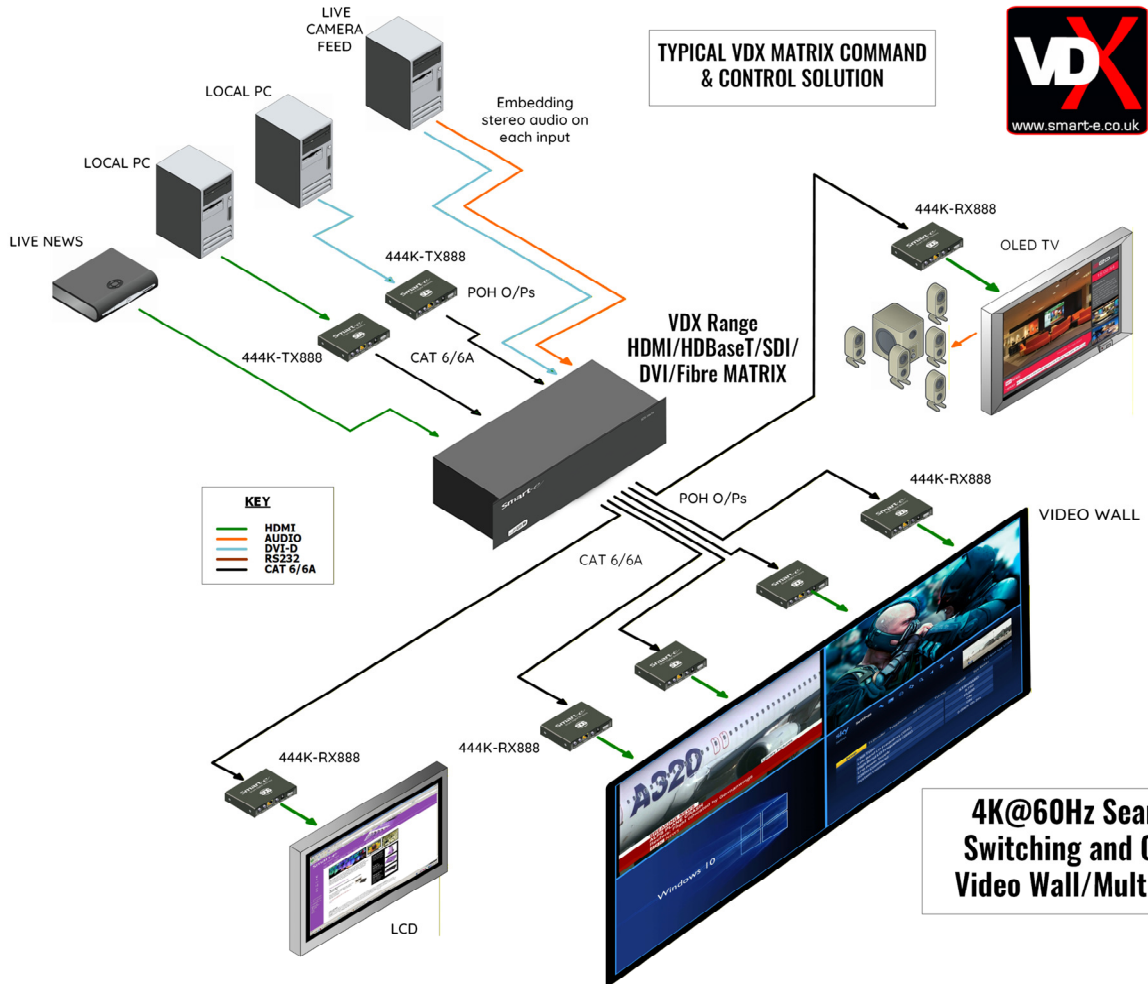 LIVE
CAMERA
FEED
TYPICAL VDX MATRIX COMMAND
& CONTROL SOLUTION
VDX
www.smart-e.co.uk
LOCAL PC
Embedding
stereo audio on
each input
LOCAL PC
444K-RX888
OLED TV
LIVE NEWS
444K-TX888
POH O/Ps
VDX Range
HDMI/HDBaseT/SDI/
DVI/Fibre MATRIX
444K-TX888
CAT 6/6A
smart-e
KEY
HDMI
AUDIO
DVI-D
RS232
CAT 6/6A
POH O/Ps
444K-RX888
VIDEO WALL
CAT 6/6A
444K-RX888
444K-RX888
A320
sky
Windows 10
LCD
4K@60Hz Sea
Switching and
Video Wall/Mult